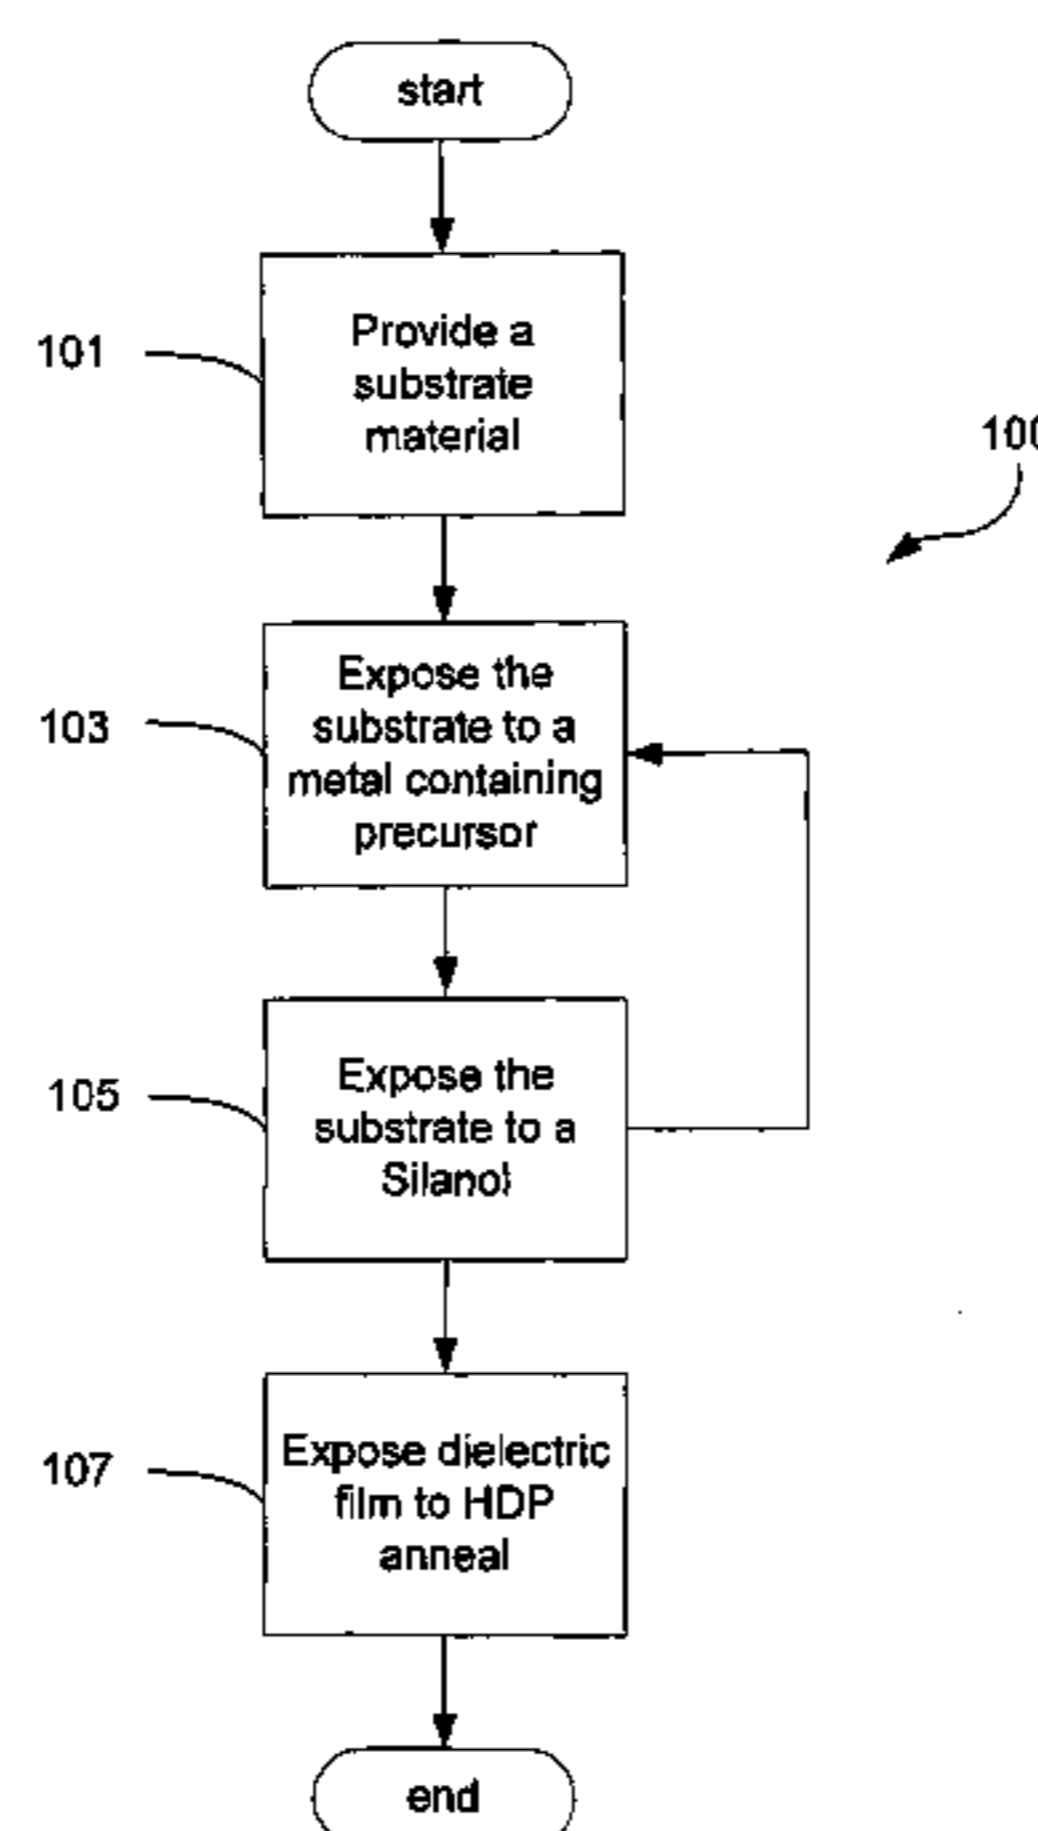 start
101
Provide a
substrate
material
100
103
Expose the
substrate to a
metal containing
precursor
105
Expose the
substrate to a
Silanol
107
Expose dielectric
film to HDP
anneal
end